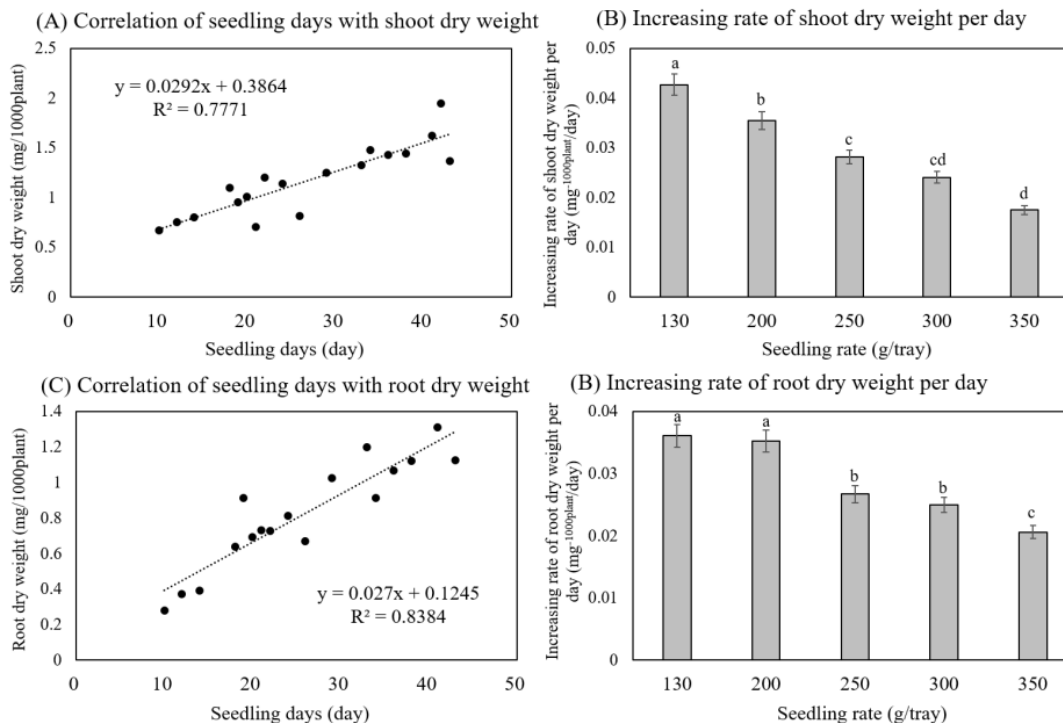 (A) Correlation of seedling days with shoot dry weight
Shoot dry weight (mg/1000plant)
2.5
2
1.5
1
0.5
0
y = 0.0292x + 0.3864
R² = 0.7771
0 10 20 30 40 50
Seedling days (day)
(B) Increasing rate of shoot dry weight per day
Increasing rate of shoot dry weight per
day (mg-1000plant/day)
0.05
0.04
0.03
0.02
0.01
0
a
b
c
cd
d
130 200 250 300 350
Seedling rate (g/tray)
(C) Correlation of seedling days with root dry weight
Root dry weight (mg/1000plant)
1.4
1.2
1
0.8
0.6
0.4
0.2
0
y = 0.027x + 0.1245
R² = 0.8384
0 10 20 30 40 50
Seedling days (day)
(B) Increasing rate of root dry weight per day
Increasing rate of root dry weight per
day (mg-1000plant/day)
0.04
0.03
0.02
0.01
0
a
a
b
b
c
130 200 250 300 350
Seedling rate (g/tray)